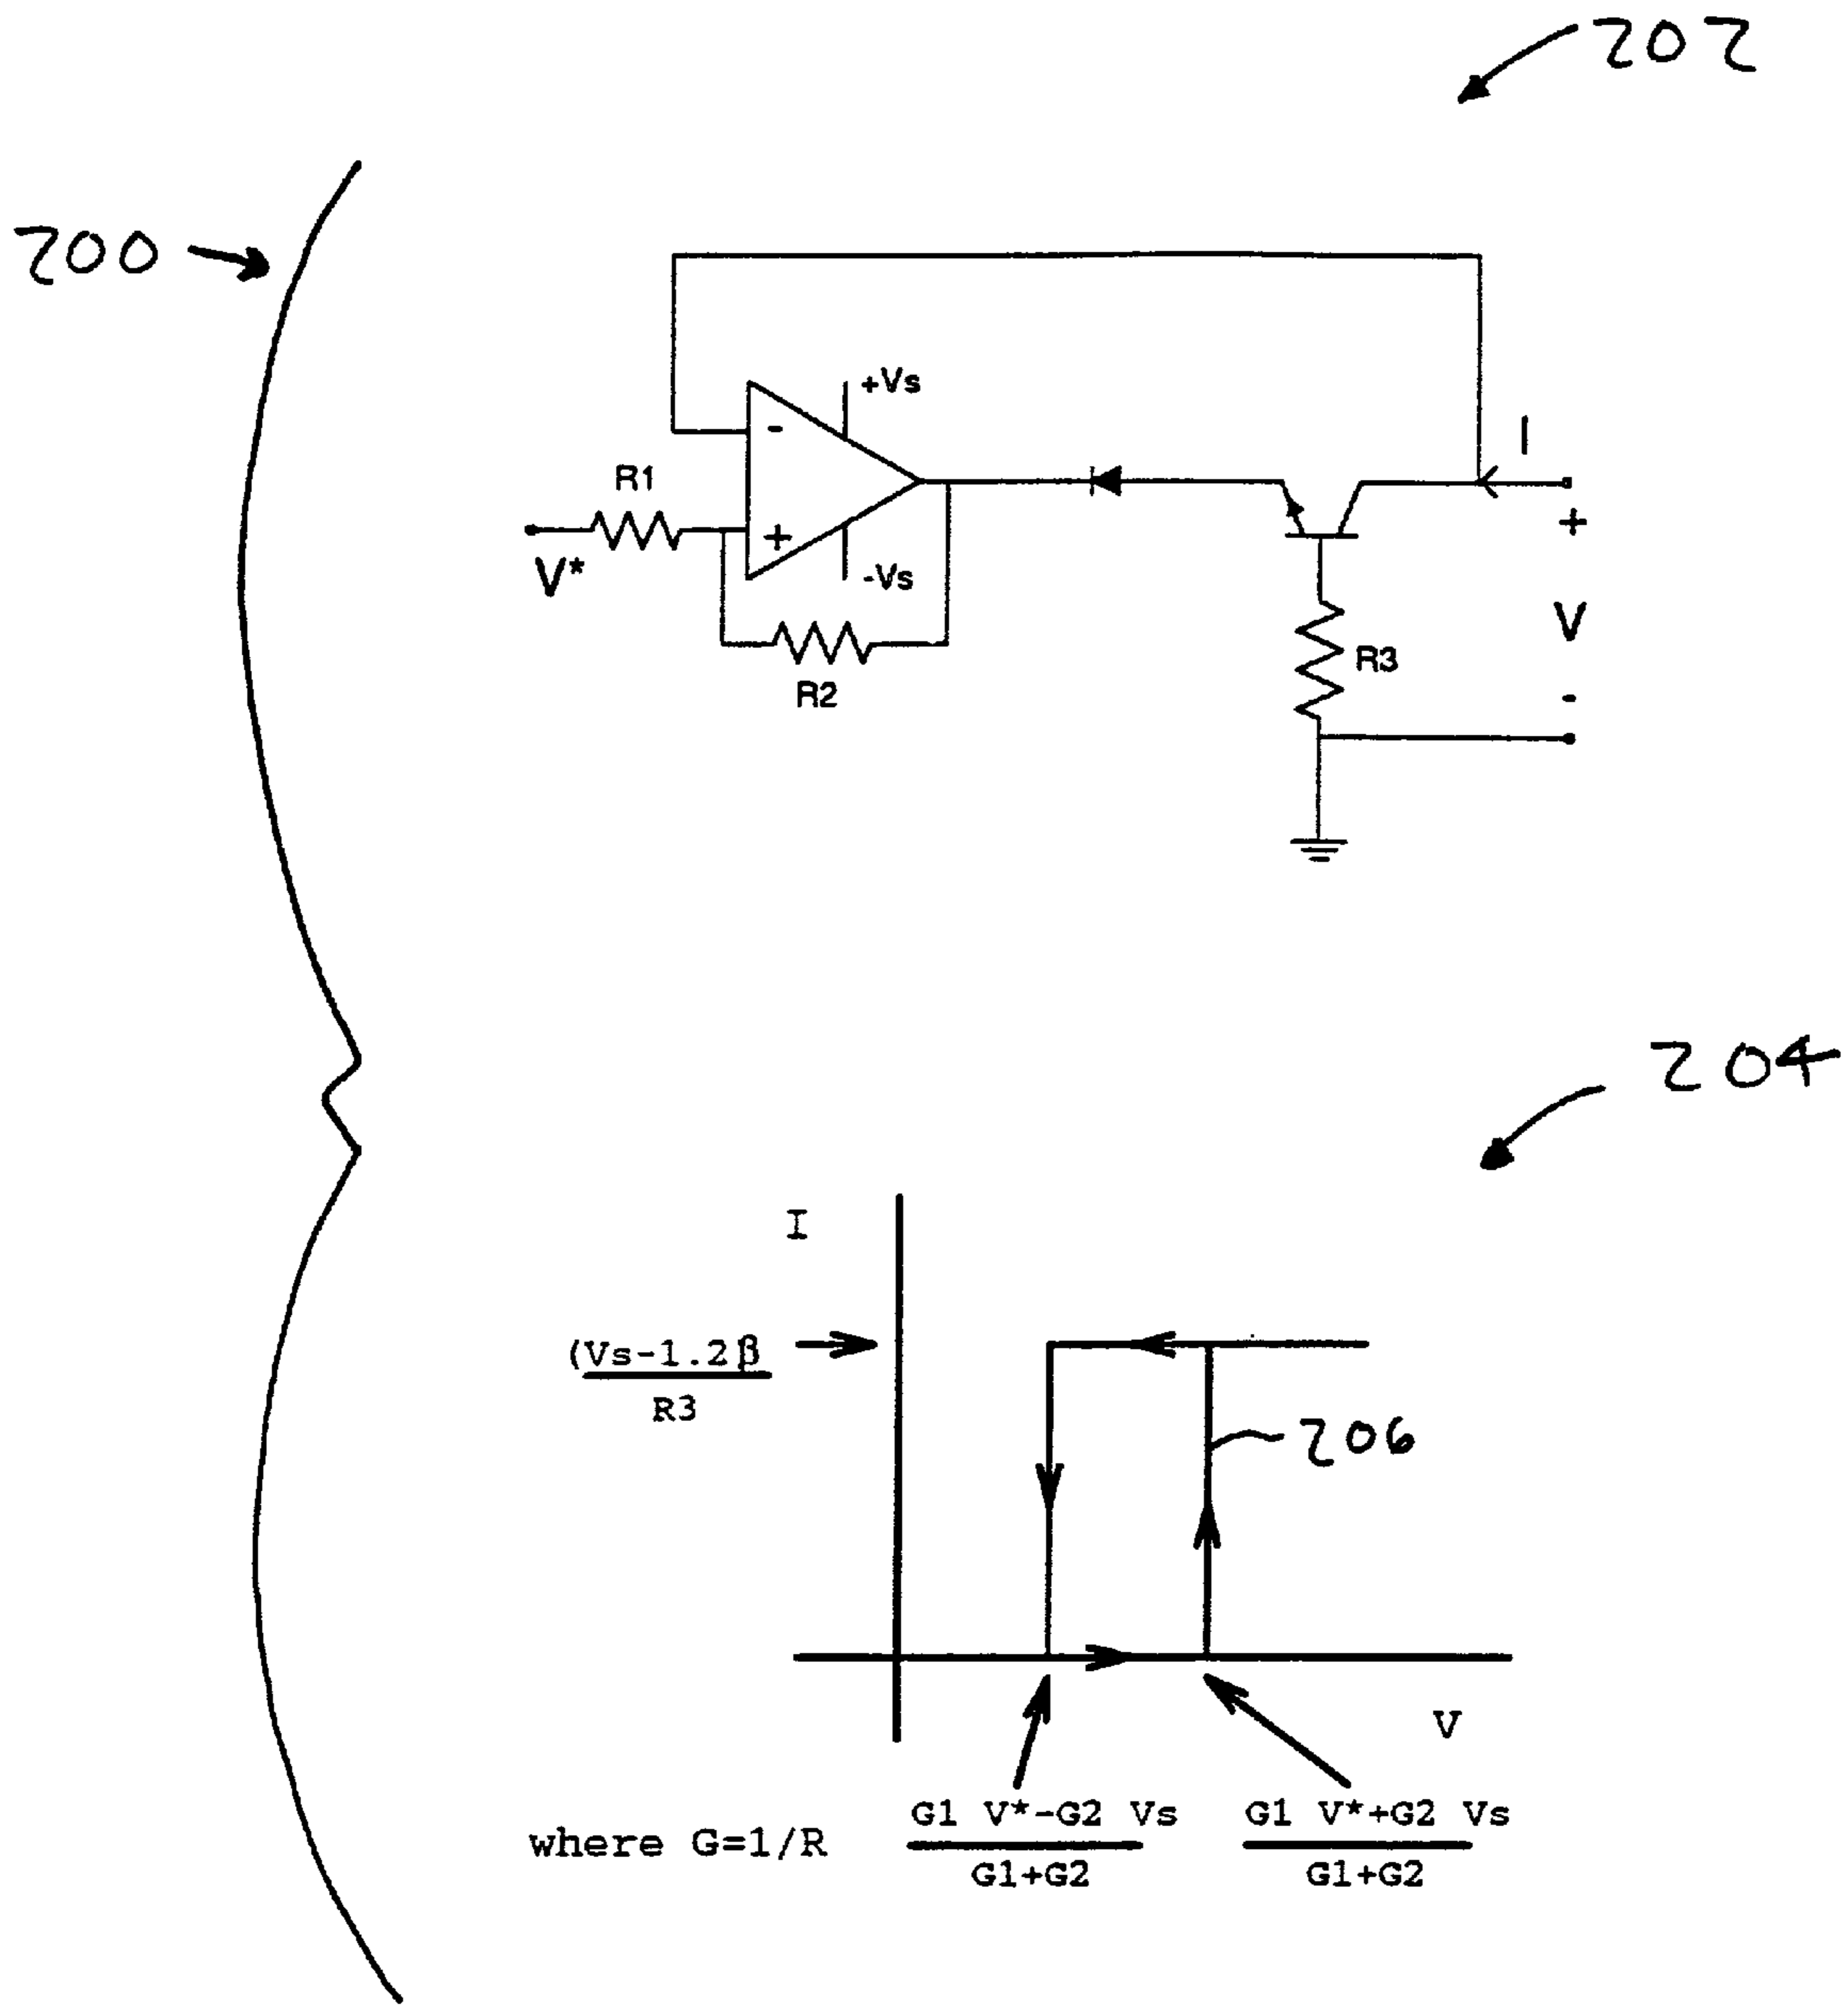 202
200
+Vs
-
R1
I
+
V*
+
-Vs
V
R3
R2
-
204
I
(Vs-1.2β
R3
206
V
G1 V*-G2 Vs
G1+G2
G1 V*+G2 Vs
G1+G2
where G=1/R